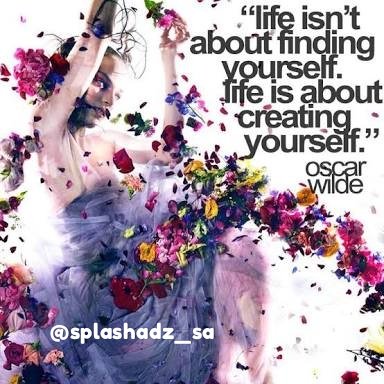 “life isn’t
about finding
yourself.
life is about
creating
yourself.”
oscar
wilde
@splashadz_sa